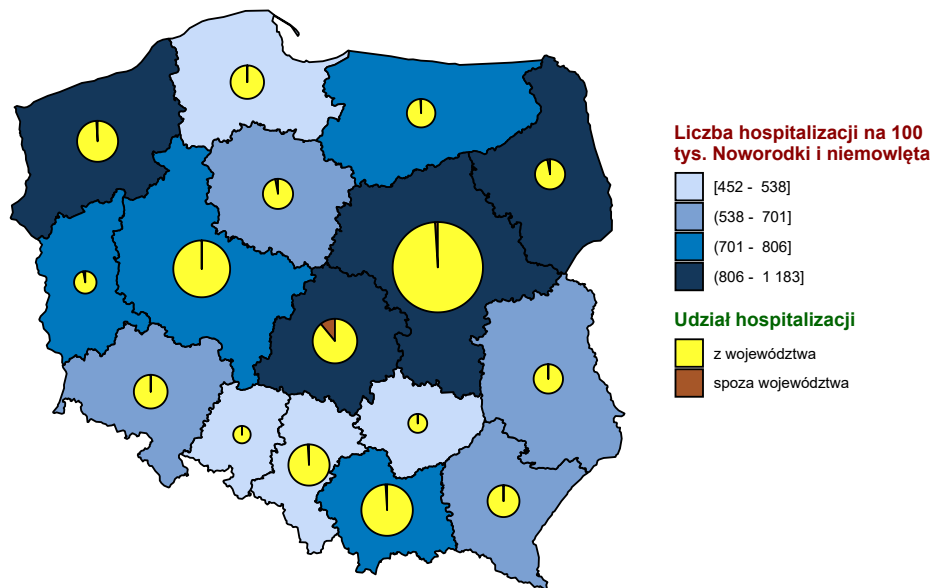 Liczba hospitalizacji na 100
tys. Noworodki i niemowlęta
[452 - 538]
(538 - 701]
(701 - 806]
(806 - 1 183]
Udział hospitalizacji
z województwa
spoza województwa